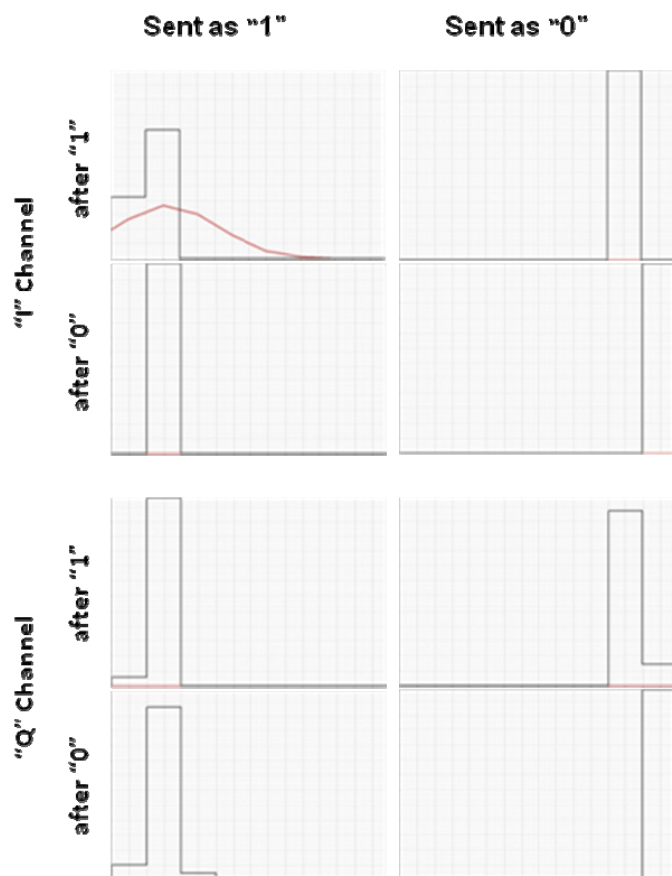 Sent as "1"
Sent as "0"
"I" Channel
after "1"
after "0"
"Q" Channel
after "1"
after "0"